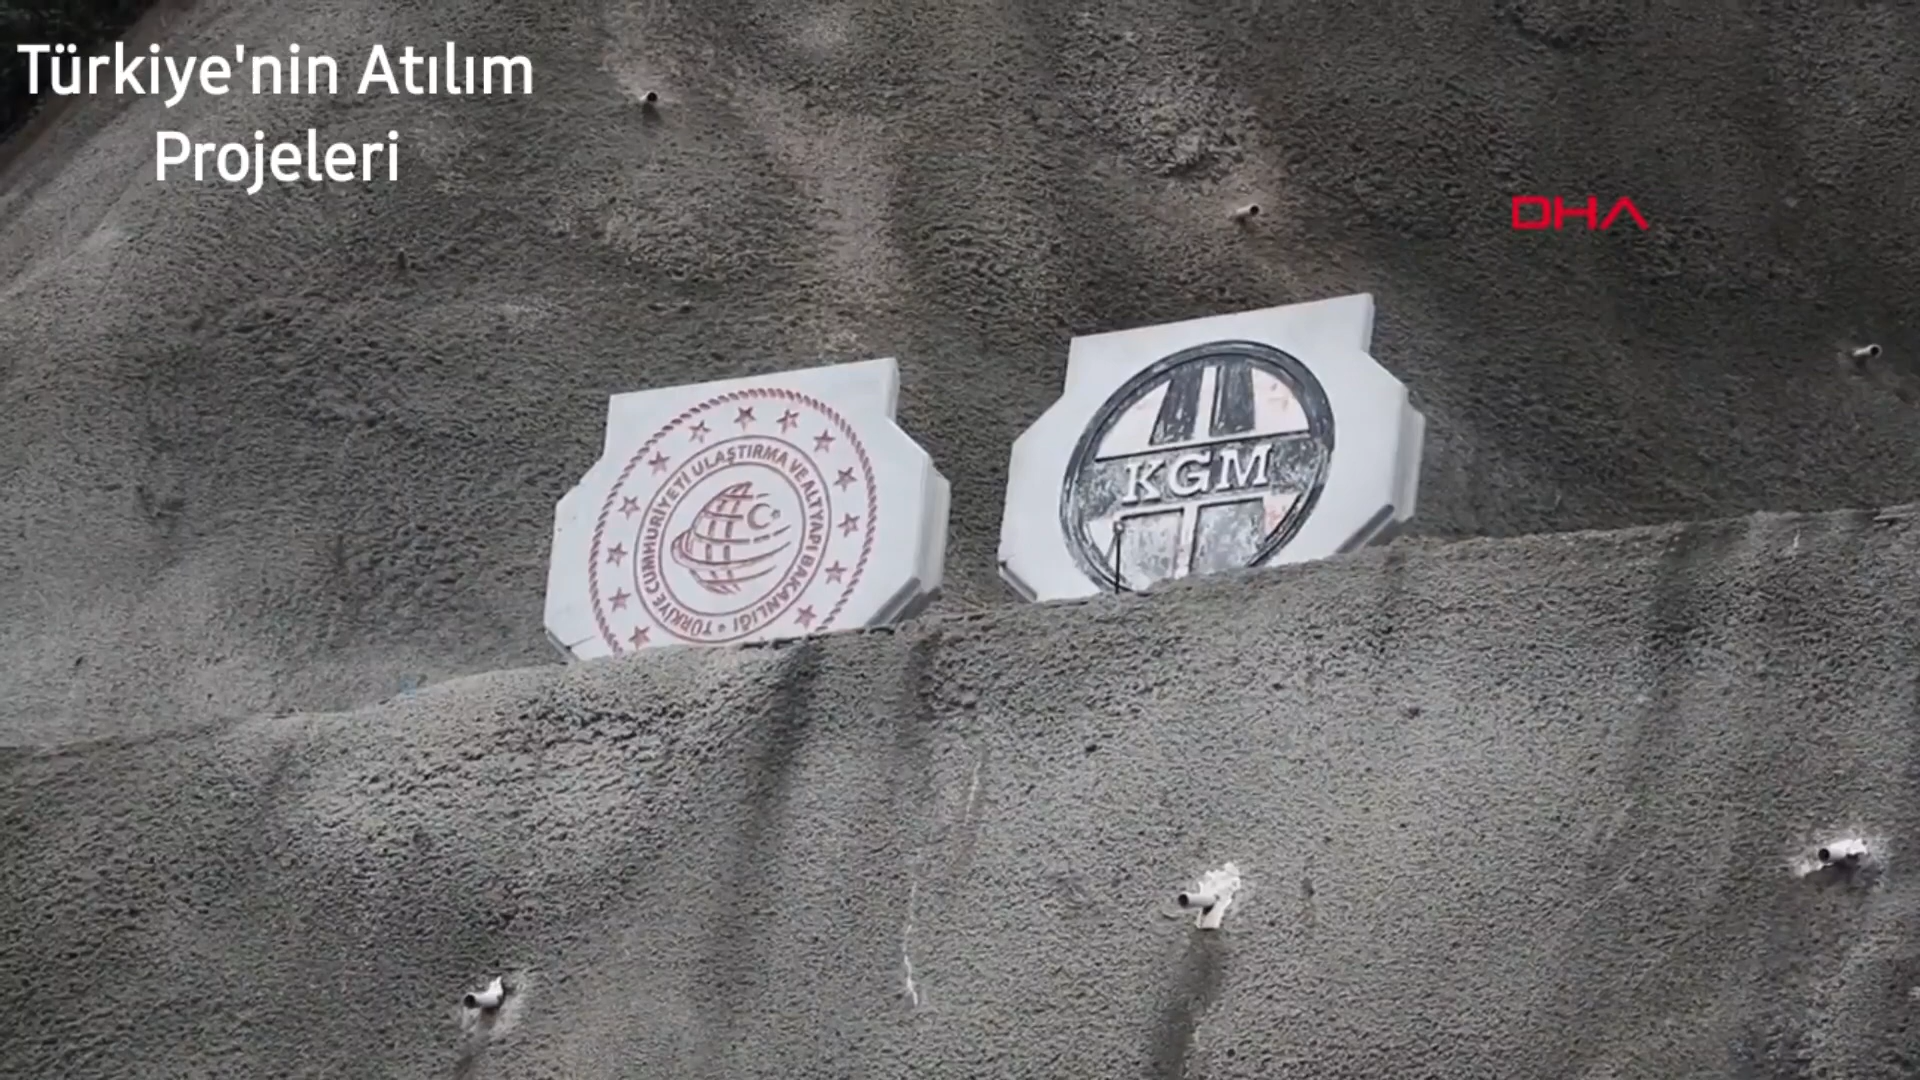 Türkiye'nin Atılım
Projeleri
DHA
TÜRKİYE CUMHURİYETİ ULAŞTIRMA VE ALTYAPI BAKANLIĞI
KGM